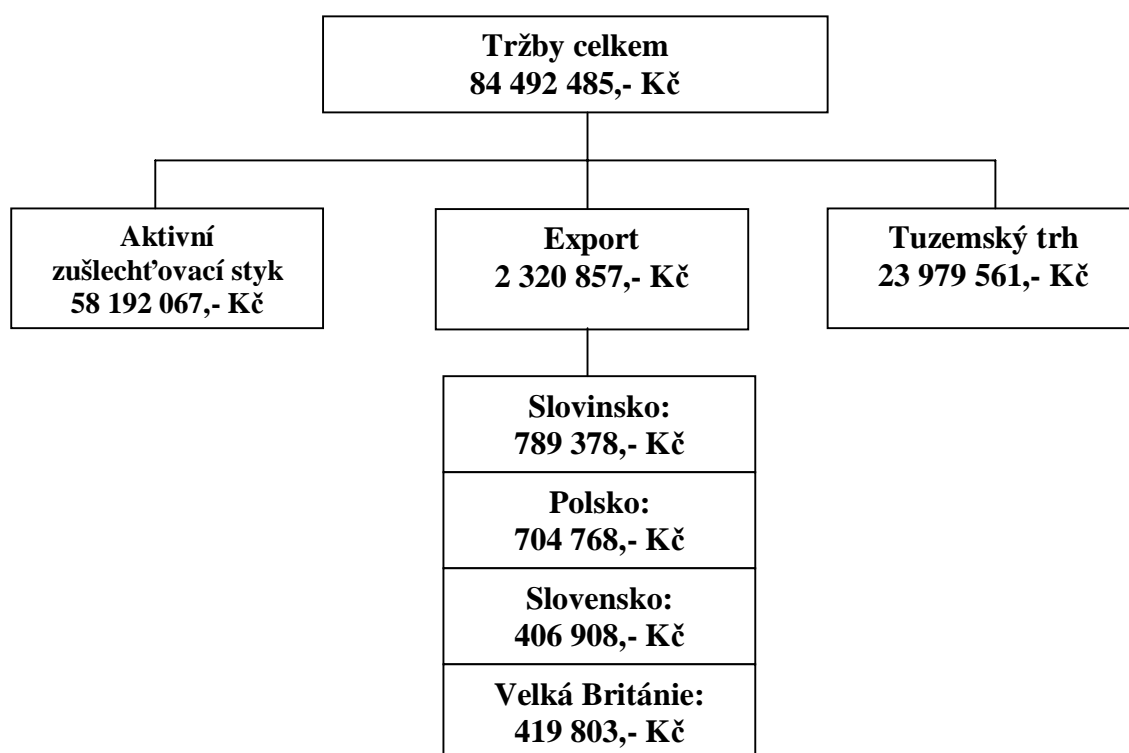 Tržby celkem
84 492 485,- Kč
Aktivní
zušlechťovací styk
58 192 067,- Kč
Export
2 320 857,- Kč
Tuzemský trh
23 979 561,- Kč
Slovinsko:
789 378,- Kč
Polsko:
704 768,- Kč
Slovensko:
406 908,- Kč
Velká Británie:
419 803,- Kč